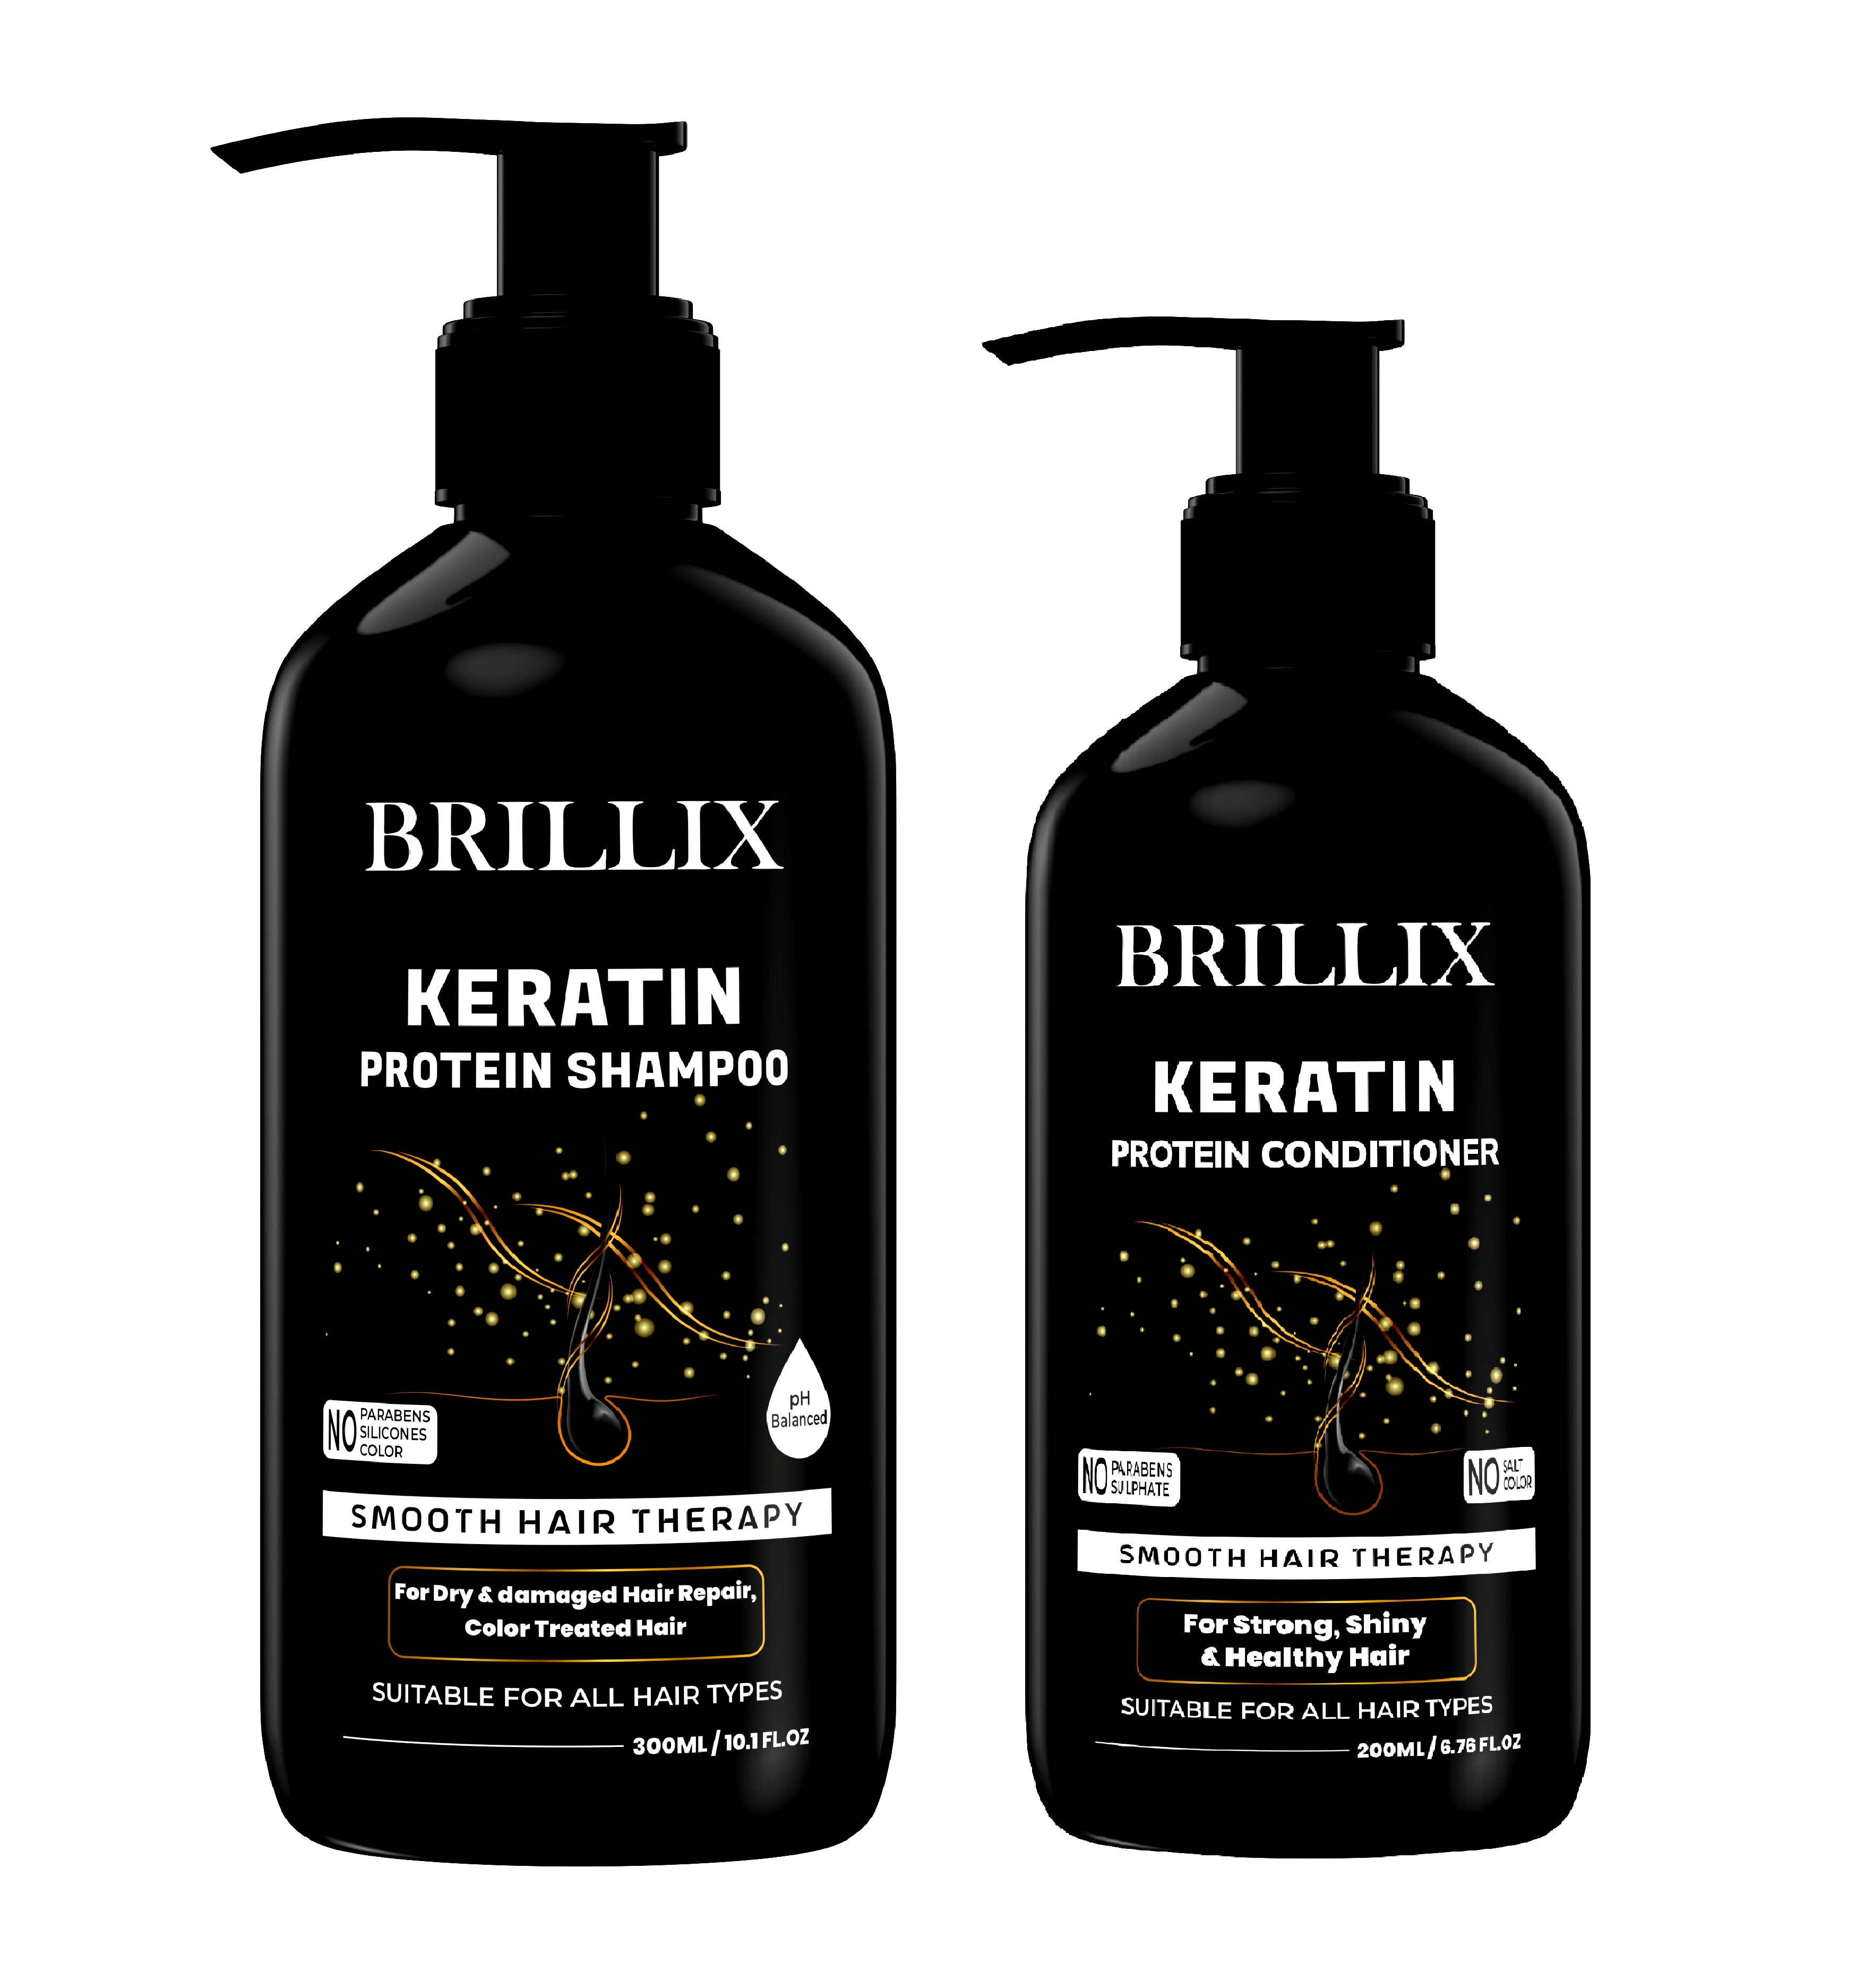 BRILLIX
KERATIN
PROTEIN SHAMPOO
pH
Balanced
NO
PARABENS
SILICONES
COLOR
SMOOTH HAIR THERAPY
For Dry & damaged Hair Repair,
Color Treated Hair
SUITABLE FOR ALL HAIR TYPES
300ML / 10.1 FL.OZ
BRILLIX
KERATIN
PROTEIN CONDITIONER
NO
PARABENS
SULPHATE
NO
SALT
COLOR
SMOOTH HAIR THERAPY
For Strong, Shiny
& Healthy Hair
SUITABLE FOR ALL HAIR TYPES
200ML / 6.76 FL.OZ